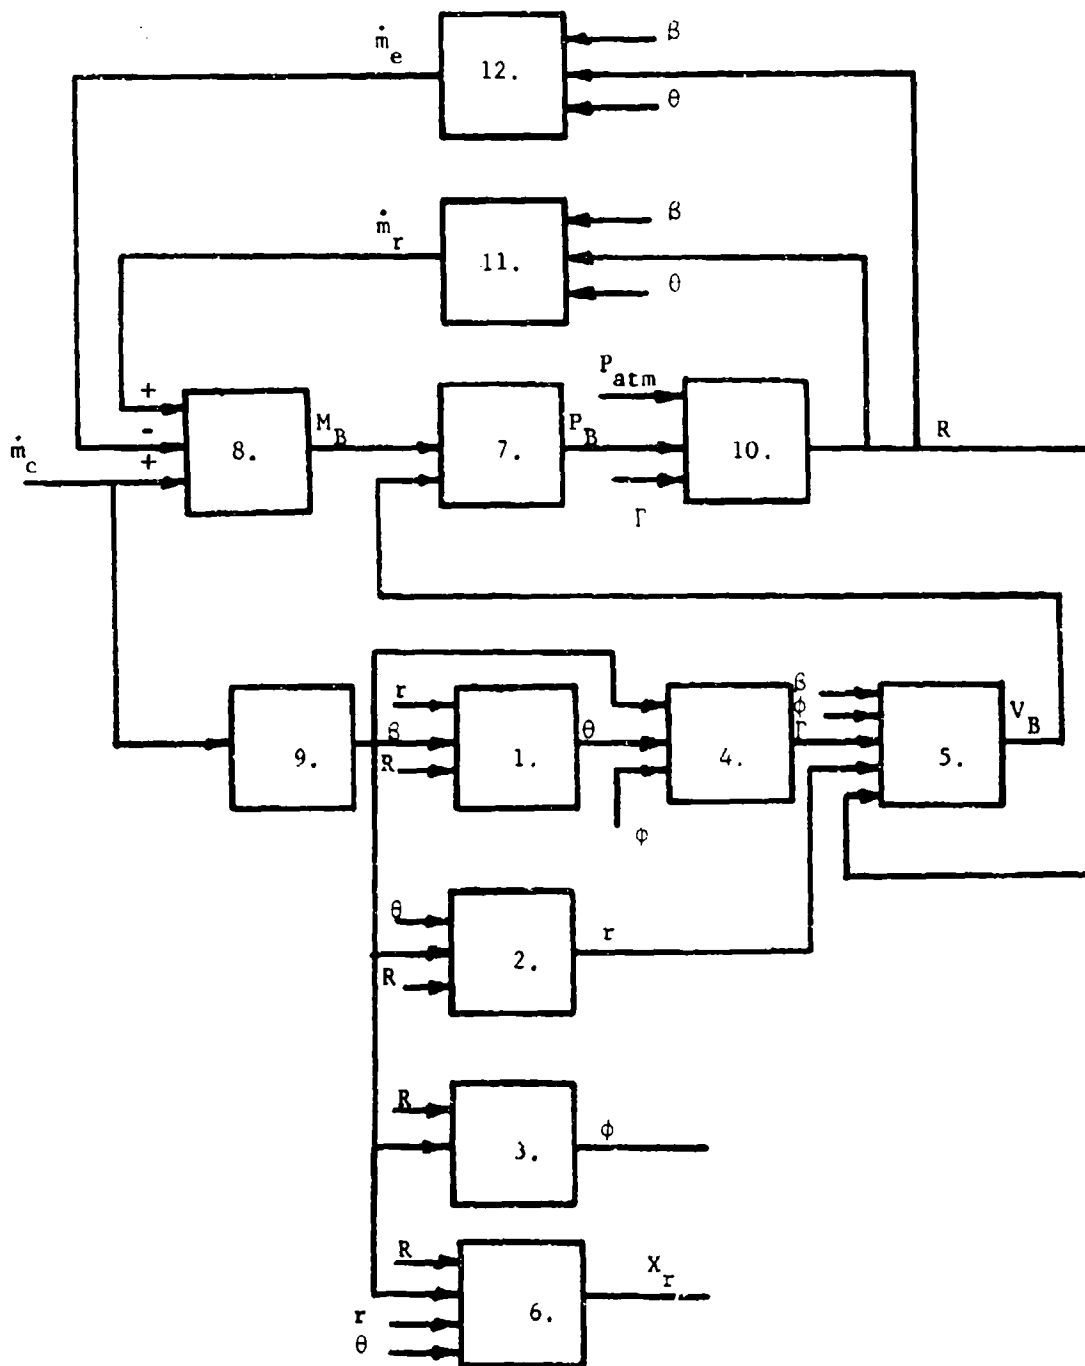 ṁe
12.
β
θ
ṁr
11.
β
θ
Patm
+
-
+
ṁc
8.
MB
7.
PB
10.
R
Γ
9.
r
β
R
1.
θ
4.
φ
β
φ
Γ
5.
VB
θ
R
2.
r
R
3.
φ
R
r
θ
6.
Xr